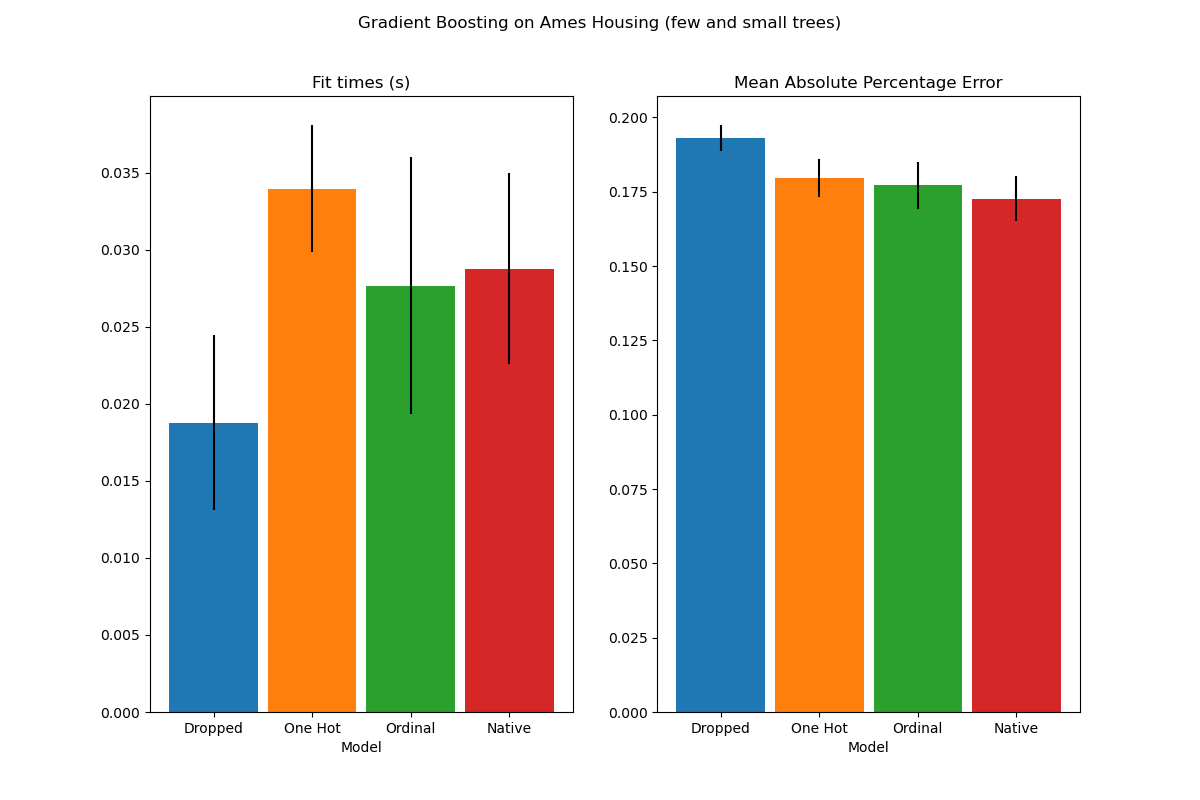 Gradient Boosting on Ames Housing (few and small trees)
Fit times (s)
0.035
0.030
0.025
0.020
0.015
0.010
0.005
0.000
Dropped One Hot Ordinal Native
Model
Mean Absolute Percentage Error
0.200
0.175
0.150
0.125
0.100
0.075
0.050
0.025
0.000
Dropped One Hot Ordinal Native
Model